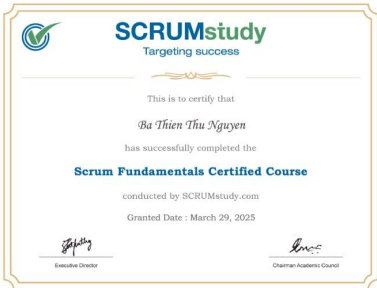 SCRUMstudy
Targeting success
This is to certify that
Ba Thien Thu Nguyen
has successfully completed the
Scrum Fundamentals Certified Course
conducted by SCRUMstudy.com
Granted Date : March 29, 2025
Executive Director
Chairman Academic Council